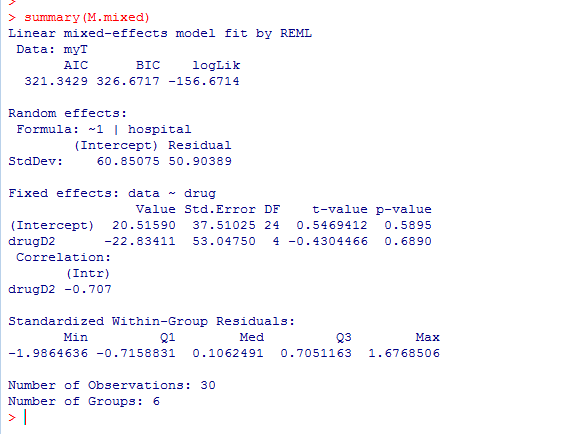 >
> summary(M.mixed)
Linear mixed-effects model fit by REML
 Data: myT
       AIC      BIC    logLik
  321.3429 326.6717 -156.6714

Random effects:
 Formula: ~1 | hospital
        (Intercept) Residual
StdDev:    60.85075 50.90389

Fixed effects: data ~ drug
                Value Std.Error DF    t-value p-value
(Intercept)  20.51590  37.51025 24  0.5469412  0.5895
drugD2      -22.83411  53.04750  4 -0.4304466  0.6890
 Correlation:
       (Intr)
drugD2 -0.707

Standardized Within-Group Residuals:
       Min         Q1        Med         Q3        Max
-1.9864636 -0.7158831  0.1062491  0.7051163  1.6768506

Number of Observations: 30
Number of Groups: 6
>